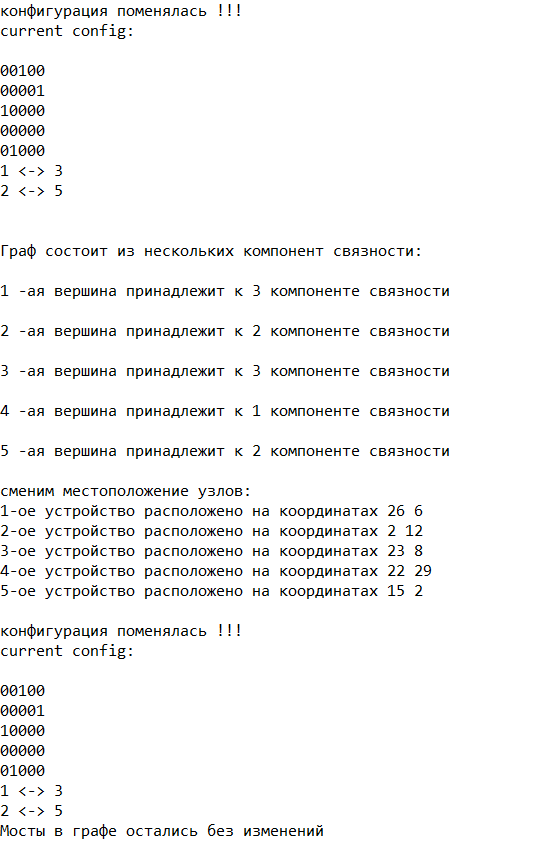 конфигурация поменялась !!!
current config:
00100
00001
10000
00000
01000
1 <-> 3
2 <-> 5
Граф состоит из нескольких компонент связности:
1 -ая вершина принадлежит к 3 компоненте связности
2 -ая вершина принадлежит к 2 компоненте связности
3 -ая вершина принадлежит к 3 компоненте связности
4 -ая вершина принадлежит к 1 компоненте связности
5 -ая вершина принадлежит к 2 компоненте связности
сменим местоположение узлов:
1-ое устройство расположено на координатах 26 6
2-ое устройство расположено на координатах 2 12
3-ое устройство расположено на координатах 23 8
4-ое устройство расположено на координатах 22 29
5-ое устройство расположено на координатах 15 2
конфигурация поменялась !!!
current config:
00100
00001
10000
00000
01000
1 <-> 3
2 <-> 5
Мосты в графе остались без изменений